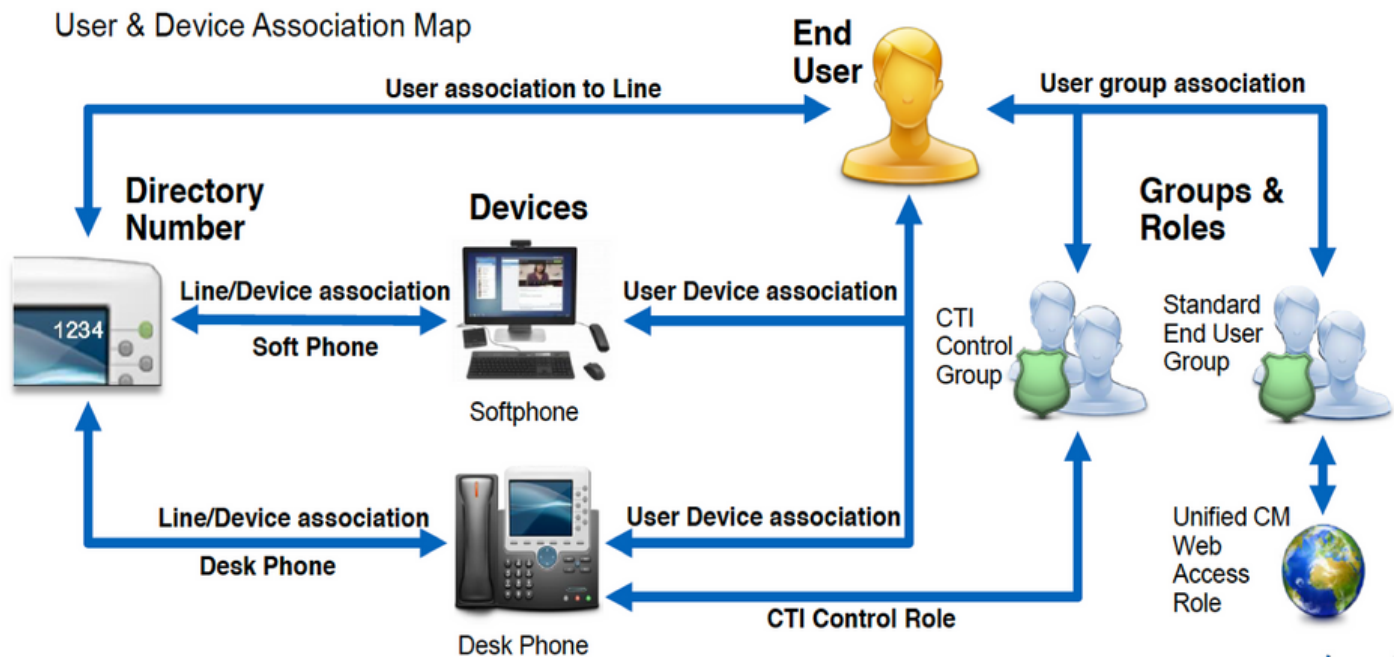 User & Device Association Map
End
User
User association to Line
User group association
Directory
Number
Devices
Groups &
Roles
Line/Device association
Soft Phone
User Device association
1234
CTI
Control
Group
Standard
End User
Group
Softphone
Line/Device association
Desk Phone
User Device association
Unified CM
Web
Access
Role
CTI Control Role
Desk Phone